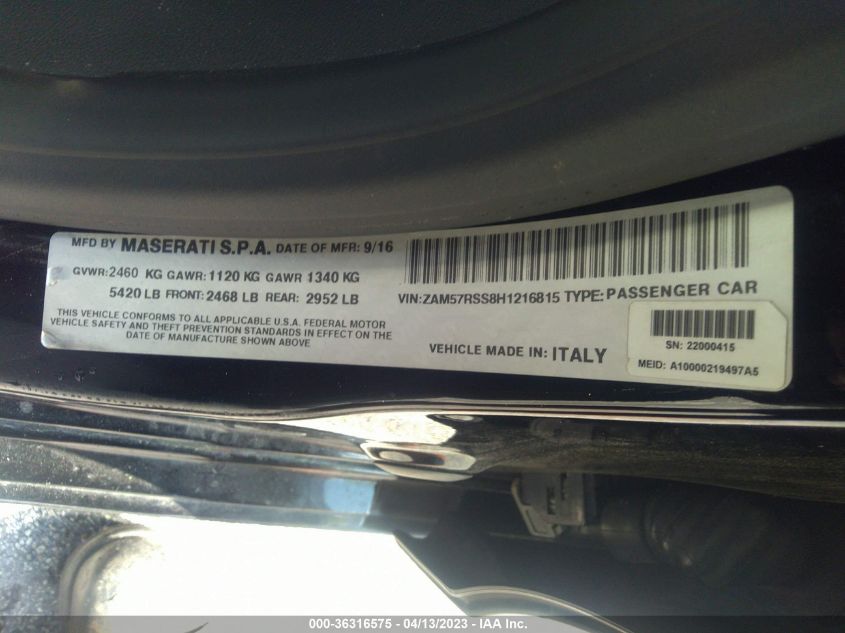 MFD BY MASERATI S.P.A. DATE OF MFR: 9/16
GVWR:2460 KG GAWR:1120 KG GAWR 1340 KG
5420 LB FRONT: 2468 LB REAR: 2952 LB
THIS VEHICLE CONFORMS TO ALL APPLICABLE U.S.A. FEDERAL MOTOR
VEHICLE SAFETY AND THEFT PREVENTION STANDARDS IN EFFECT ON THE
DATE OF MANUFACTURE SHOWN ABOVE
VIN:ZAM57RSS8H1216815 TYPE:PASSENGER CAR
VEHICLE MADE IN: ITALY
SN: 22000415
MEID: A10000219497A5
000-36316575 - 04/13/2023 - IAA Inc.